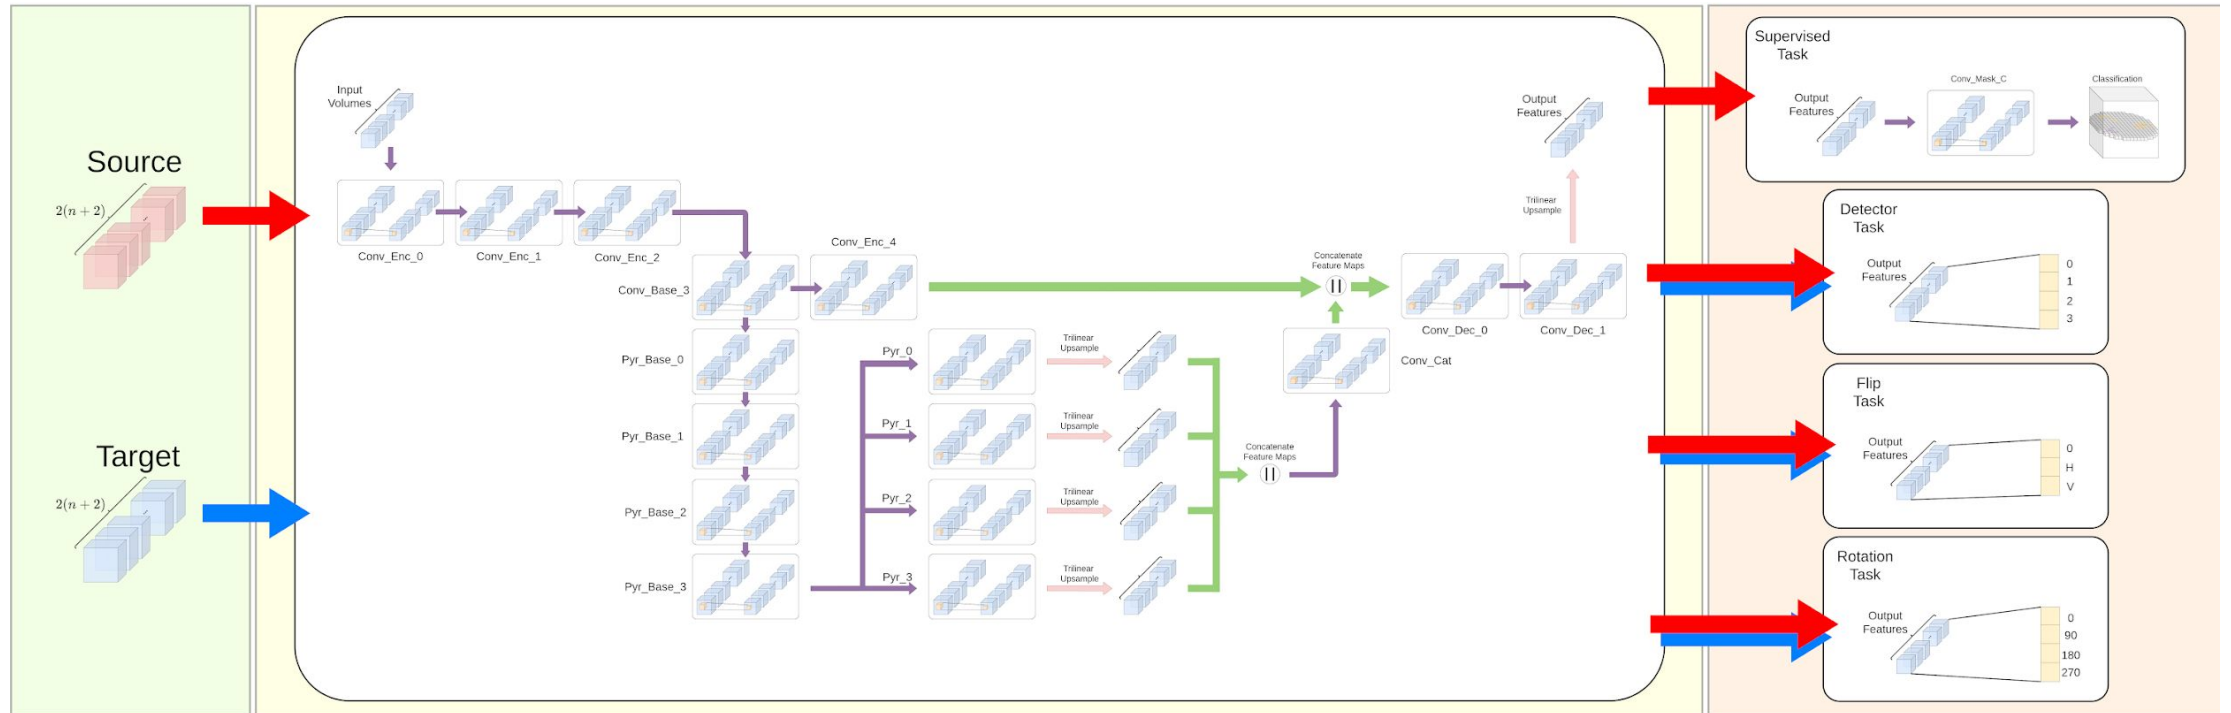 Source
2(n + 2)
Target
2(n + 2)
Input
Volumes
Conv_Enc_0
Conv_Enc_1
Conv_Enc_2
Conv_Base_3
Conv_Enc_4
Pyr_Base_0
Pyr_Base_1
Pyr_Base_2
Pyr_Base_3
Pyr_0
Trilinear
Upsample
Pyr_1
Trilinear
Upsample
Pyr_2
Trilinear
Upsample
Pyr_3
Trilinear
Upsample
Concatenate
Feature Maps
||
Conv_Cat
Concatenate
Feature Maps
||
Conv_Dec_0
Conv_Dec_1
Trilinear
Upsample
Output
Features
Supervised
Task
Output
Features
Conv_Mask_C
Classification
Detector
Task
Output
Features
0
1
2
3
Flip
Task
Output
Features
0
H
V
Rotation
Task
Output
Features
0
90
180
270